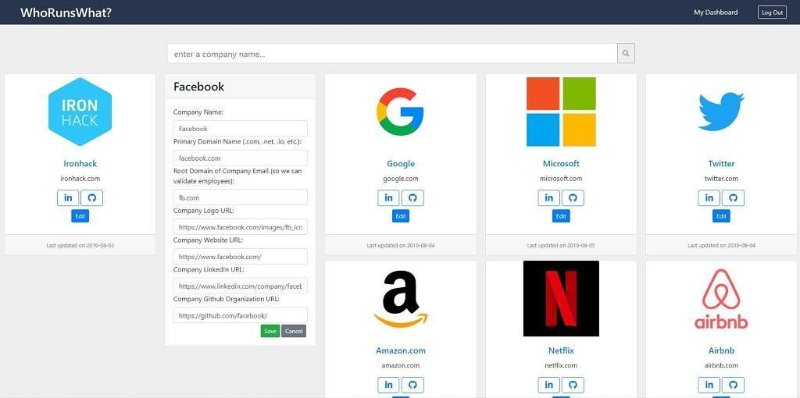 WhoRunsWhat?
My Dashboard
Log Out
enter a company name...
IRON
HACK
Ironhack
ironhack.com
in
Edit
Last updated on 2019-08-02
Facebook
Company Name:
Facebook
Primary Domain Name (.com, .net, .io, etc.):
facebook.com
Root Domain of Company Email (so we can
validate employees):
fb.com
Company Logo URL:
https://www.facebook.com/images/fb_icc
Company Website URL:
https://www.facebook.com/
Company LinkedIn URL:
https://www.linkedin.com/company/facel
Company Github Organization URL:
https://github.com/facebook/
Save
Cancel
G
Google
google.com
in
Edit
Last updated on 2019-08-04
Microsoft
microsoft.com
in
Edit
Last updated on 2019-08-05
Twitter
twitter.com
in
Edit
Last updated on 2019-08-04
a
Amazon.com
amazon.com
in
N
Netflix
netflix.com
in
airbnb
Airbnb
airbnb.com
in